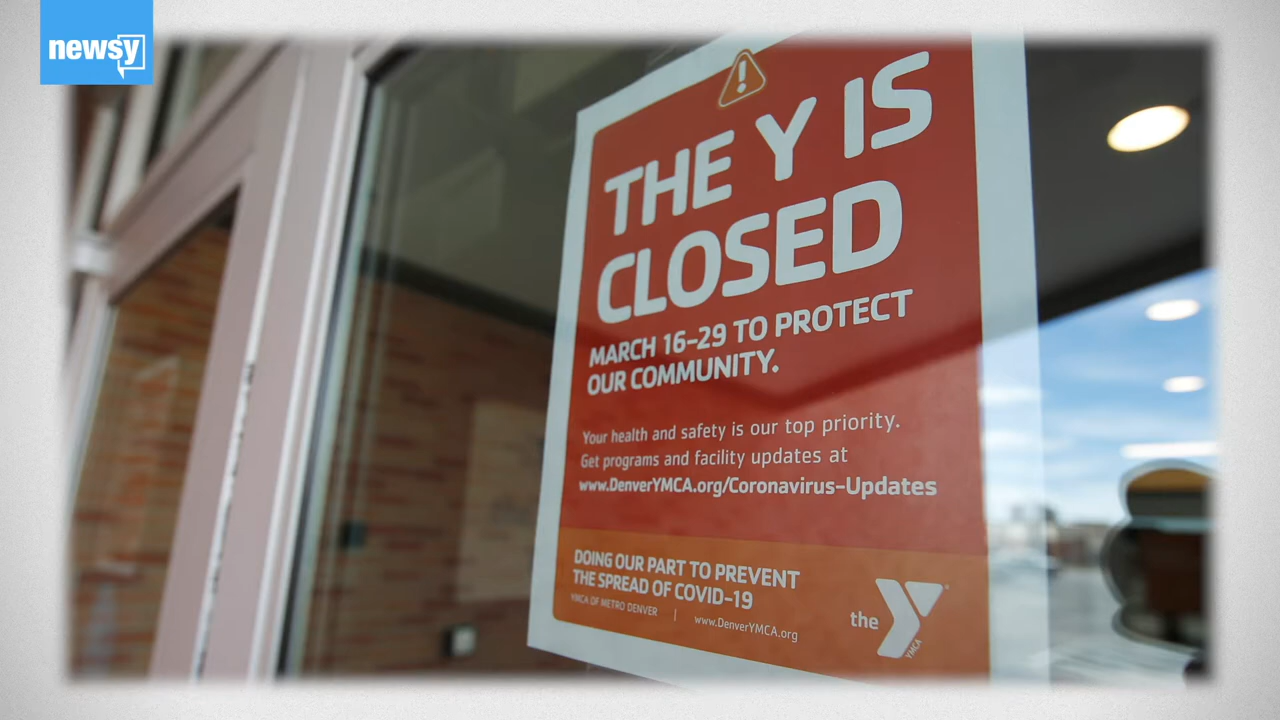 newsy
THE Y IS
CLOSED
MARCH 16-29 TO PROTECT
OUR COMMUNITY.
Your health and safety is our top priority.
Get programs and facility updates at
www.DenverYMCA.org/Coronavirus-Updates
DOING OUR PART TO PREVENT
THE SPREAD OF COVID-19
YMCA OF METRO DENVER | www.DenverYMCA.org
the Y
YMCA